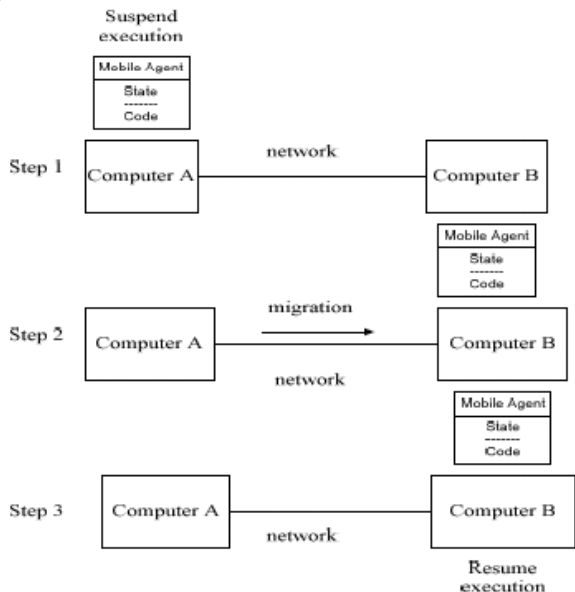 Suspend
execution
Mobile Agent
State
-------
Code
Step 1
Computer A
network
Computer B
Mobile Agent
State
-------
Code
Step 2
Computer A
migration
network
Computer B
Mobile Agent
State
-------
Code
Step 3
Computer A
network
Computer B
Resume
execution